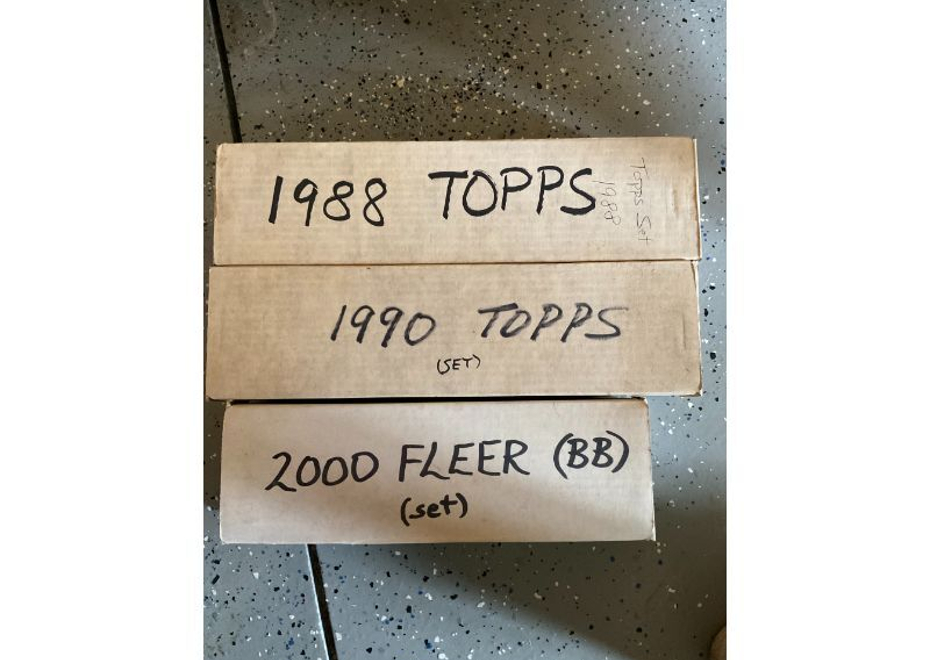 1988 TOPPS
Topps Set
1988
1990 TOPPS
(SET)
2000 FLEER (BB)
(set)